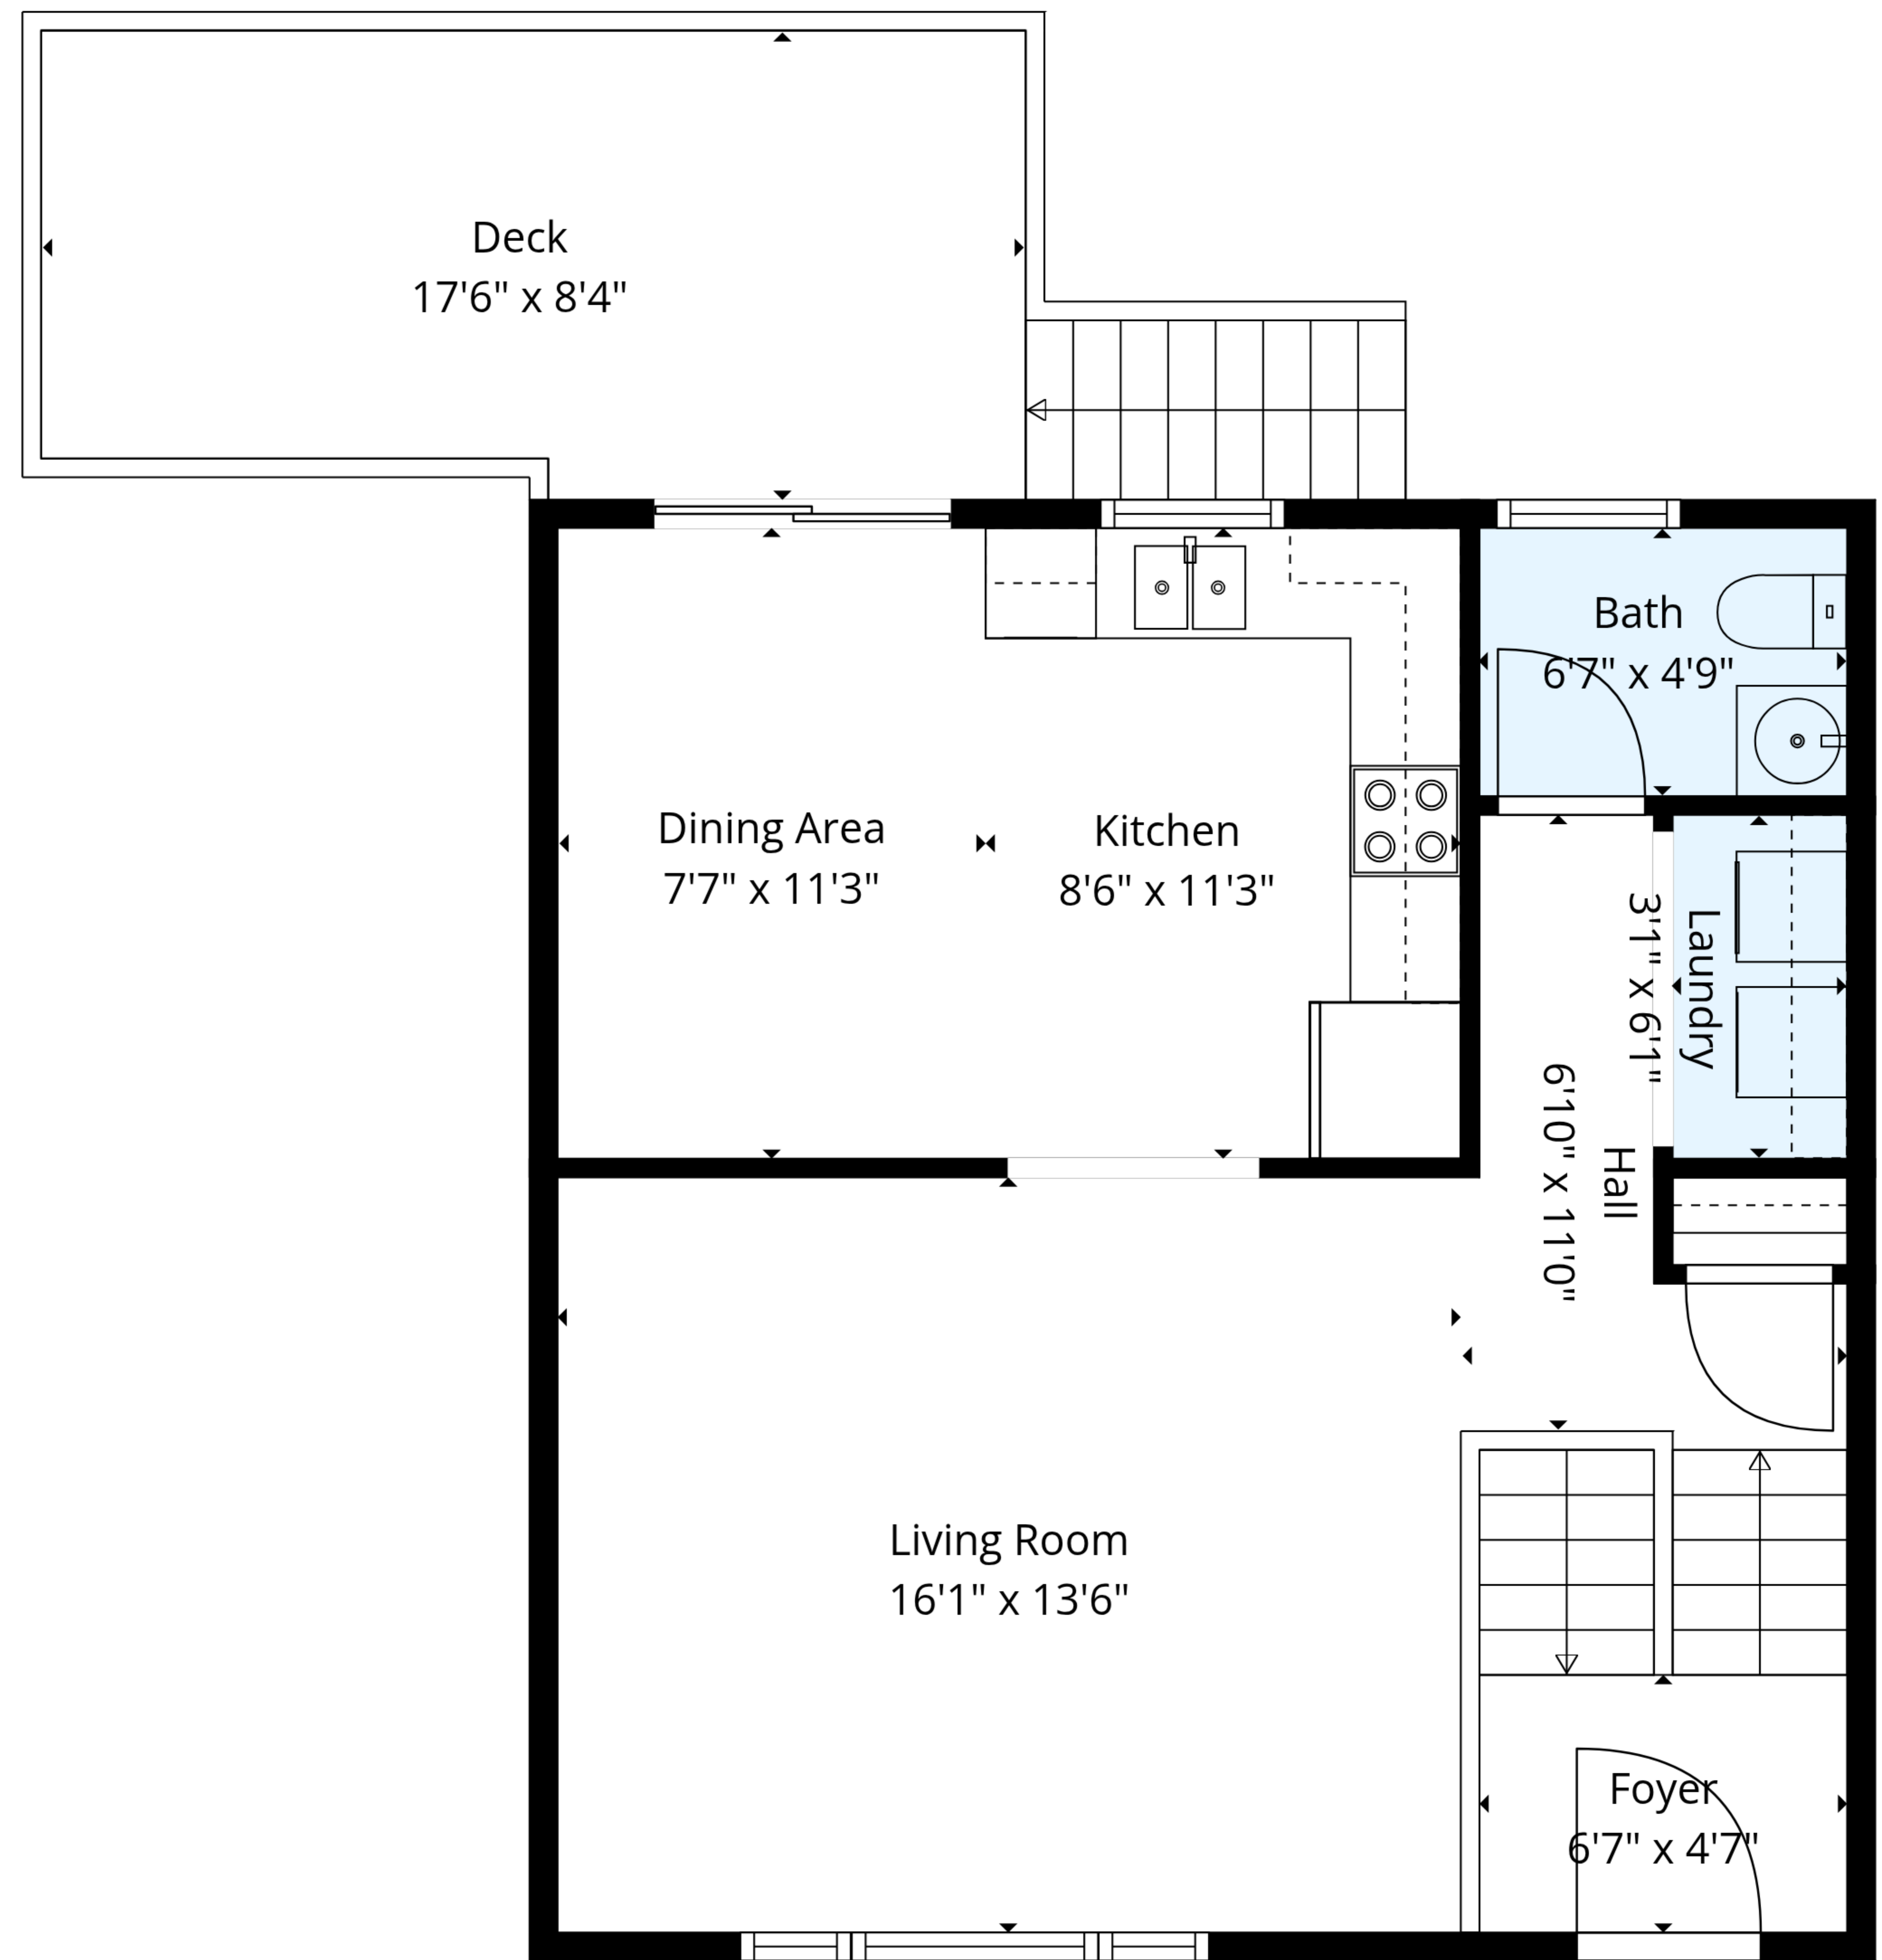 Deck
17'6" x 8'4"
Bath
6'7" x 4'9"
Dining Area
7'7" x 11'3"
Kitchen
8'6" x 11'3"
Laundry
3'1" x 6'1"
Hall
6'10" x 11'0"
Living Room
16'1" x 13'6"
Foyer
6'7" x 4'7"